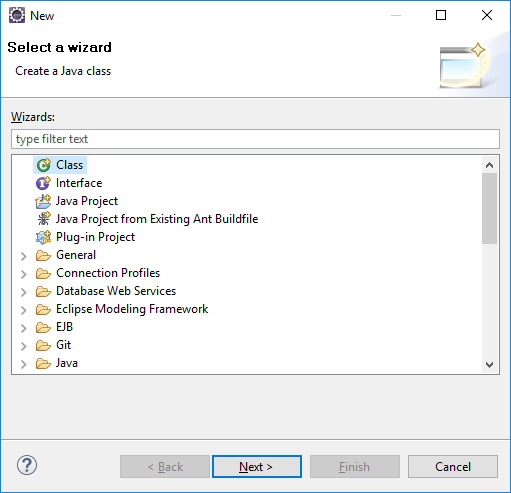 New
Select a wizard
Create a Java class
Wizards:
type filter text
Class
Interface
Java Project
Java Project from Existing Ant Buildfile
Plug-in Project
General
Connection Profiles
Database Web Services
Eclipse Modeling Framework
EJB
Git
Java
? < Back Next > Finish Cancel